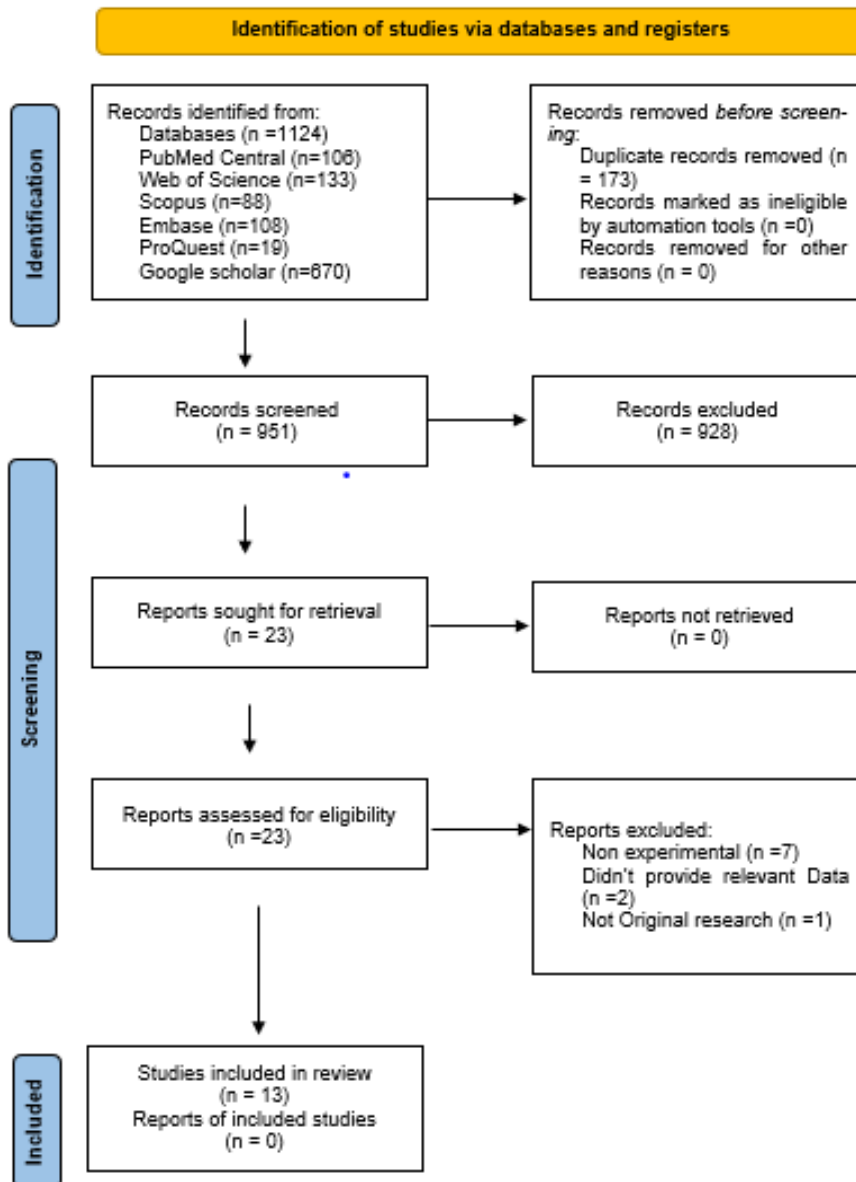 Identification of studies via databases and registers
Identification
Records identified from:
Databases (n =1124)
PubMed Central (n=106)
Web of Science (n=133)
Scopus (n=88)
Embase (n=108)
ProQuest (n=19)
Google scholar (n=670)
Records removed before screen-
ing:
Duplicate records removed (n
= 173)
Records marked as ineligible
by automation tools (n =0)
Records removed for other
reasons (n = 0)
Records screened
(n = 951)
Records excluded
(n = 928)
Screening
Reports sought for retrieval
(n = 23)
Reports not retrieved
(n = 0)
Reports assessed for eligibility
(n =23)
Reports excluded:
Non experimental (n =7)
Didn't provide relevant Data
(n =2)
Not Original research (n =1)
Included
Studies included in review
(n = 13)
Reports of included studies
(n = 0)